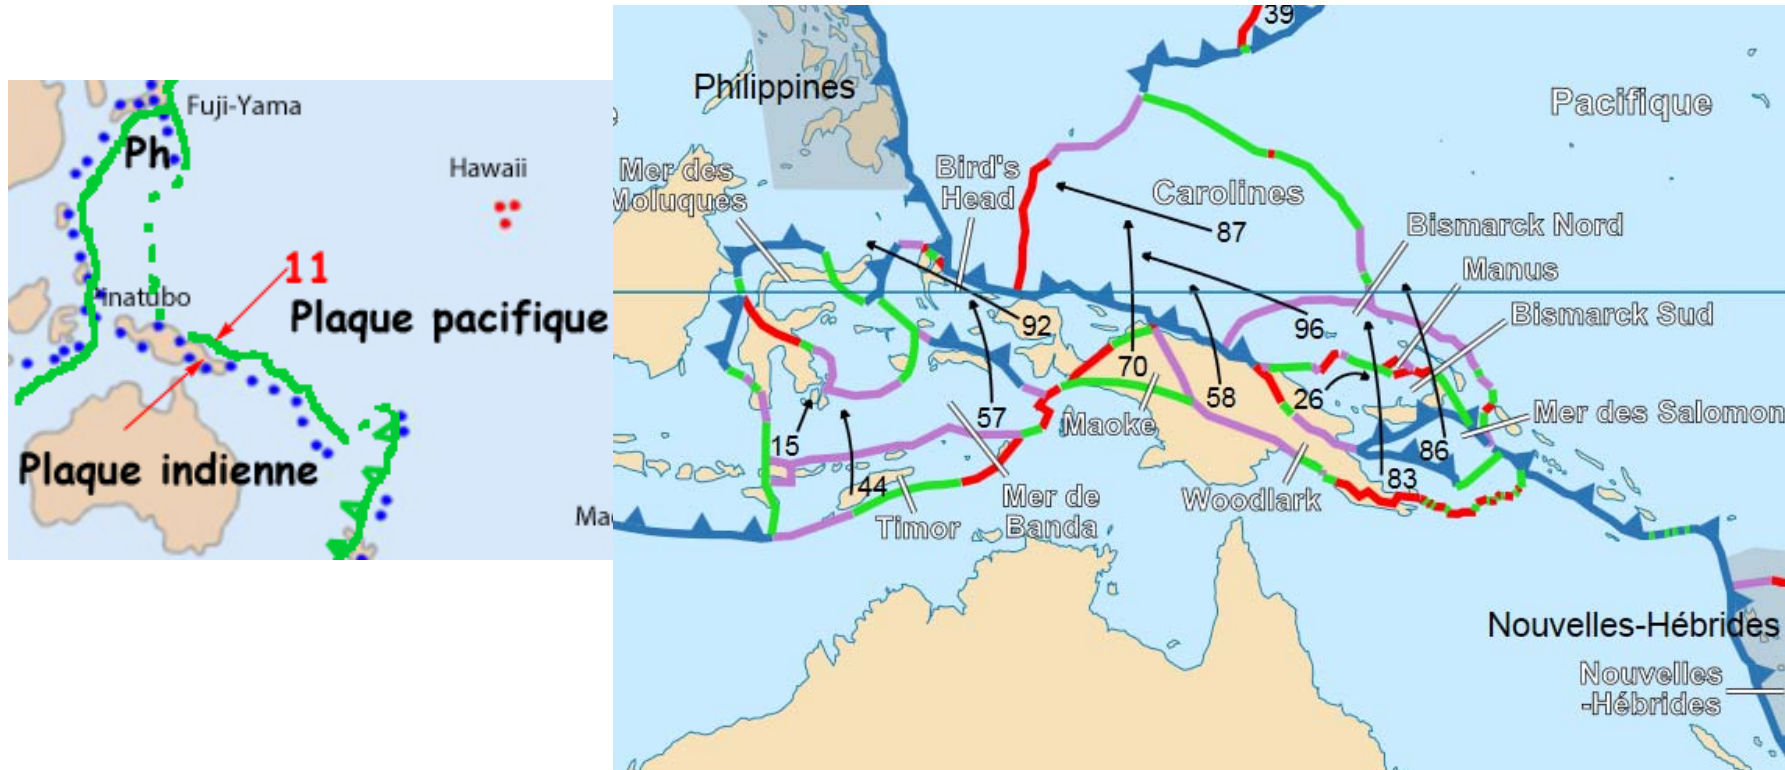 Fuji-Yama
Ph
Hawaii
11
inatubo
Plaque pacifique
Plaque indienne
39
Philippines
Pacifique
Mer des
Moluques
Bird's
Head
Carolines
87
Bismarck Nord
Manus
Bismarck Sud
92
96
70
58
26
57
Maoke
Mer des Salomon
15
86
44
83
Timor
Mer de
Banda
Woodlark
Nouvelles-Hébrides
Nouvelles
-Hébrides